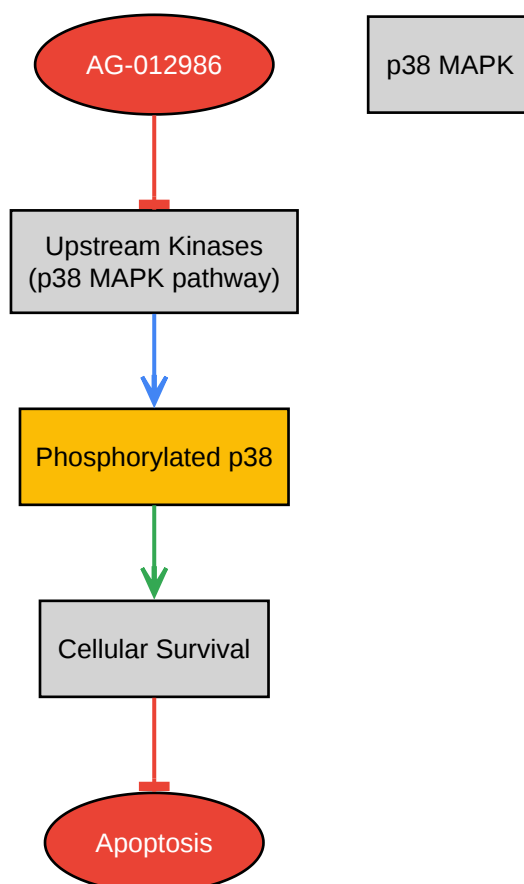 AG-012986
p38 MAPK
Upstream Kinases
(p38 MAPK pathway)
Phosphorylated p38
Cellular Survival
Apoptosis